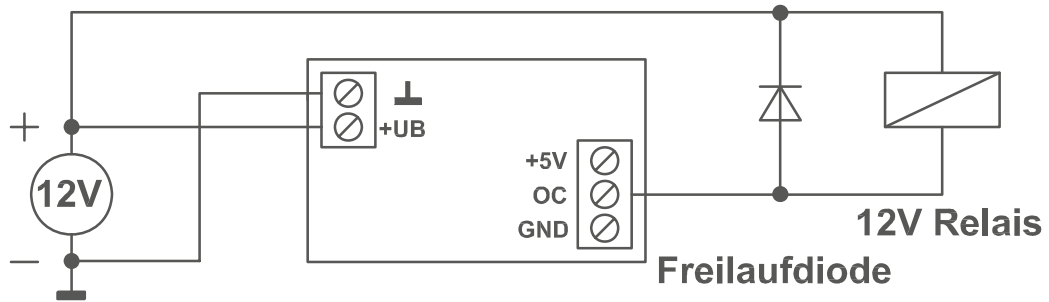 +
+UB
12V
+5V
OC
GND
12V Relais
Freilaufdiode
−